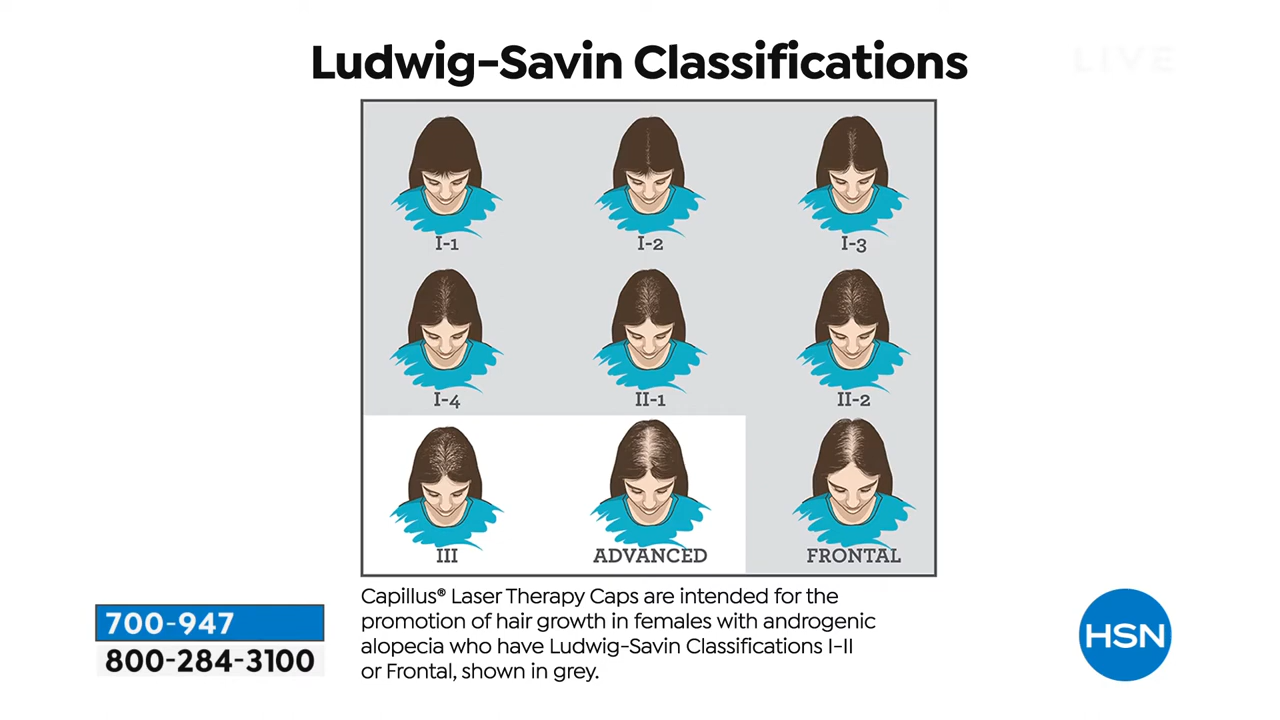 Ludwig-Savin Classifications
LIVE
I-1
I-2
I-3
I-4
II-1
II-2
III
ADVANCED
FRONTAL
Capillus® Laser Therapy Caps are intended for the
promotion of hair growth in females with androgenic
alopecia who have Ludwig-Savin Classifications I-II
or Frontal, shown in grey.
700-947
800-284-3100
HSN